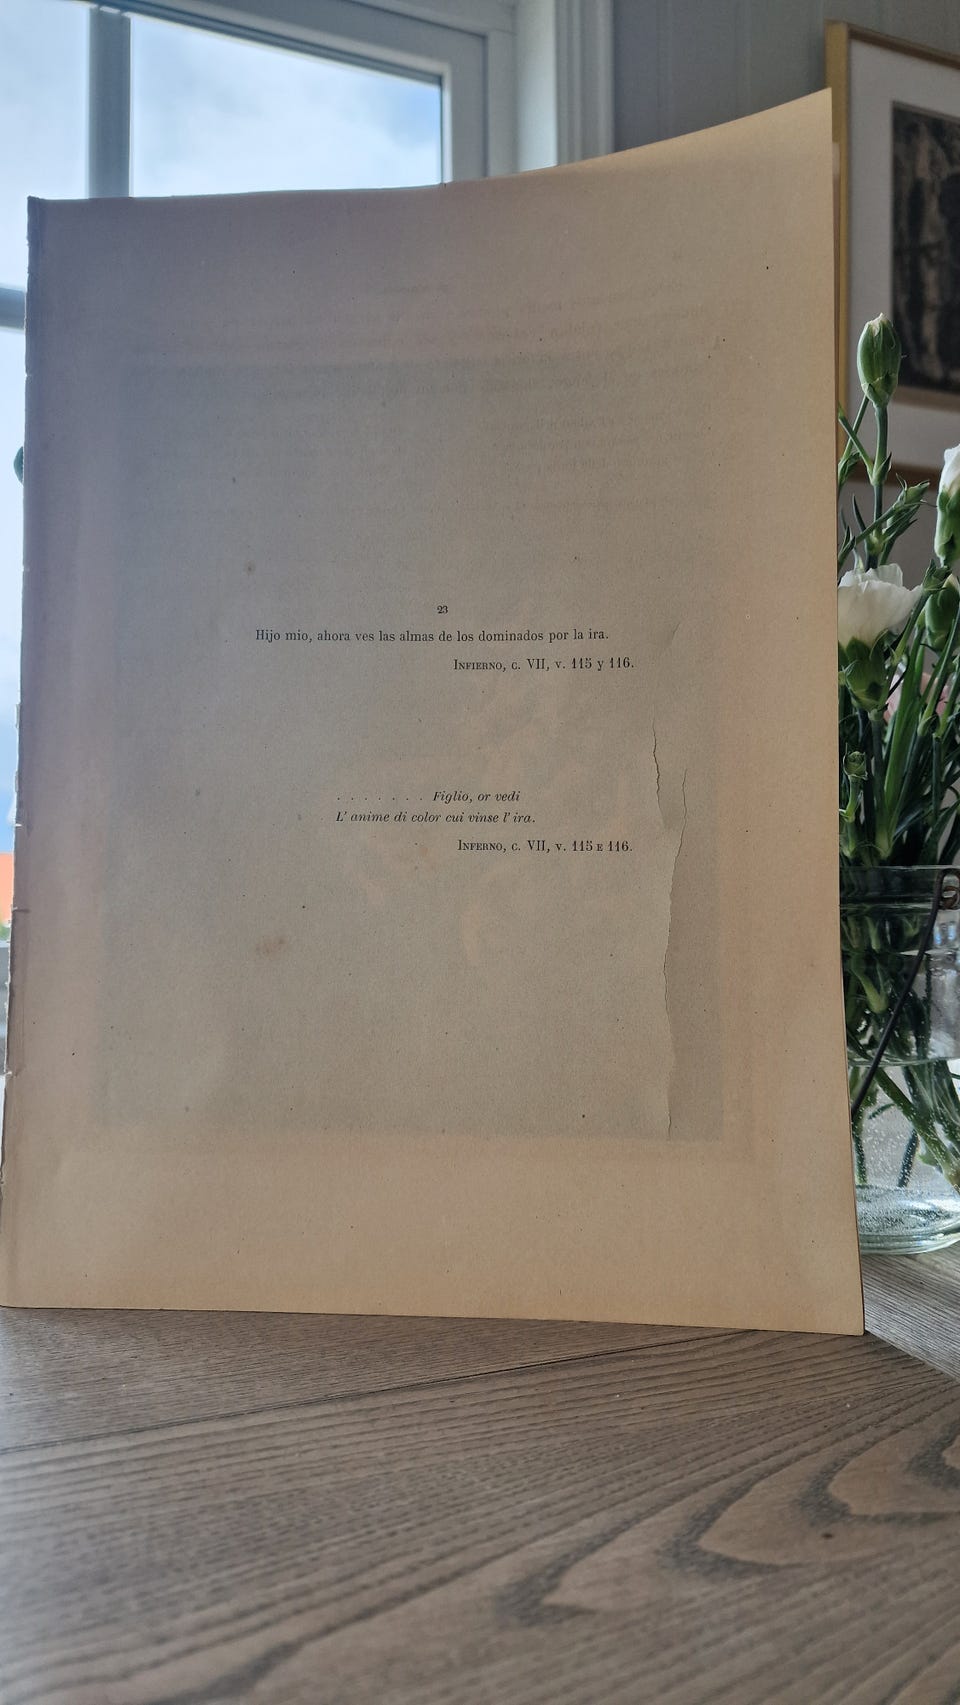 23
Hijo mio, ahora ves las almas de los dominados por la ira.
Infierno, c. VII, v. 115 y 116.
. . . . . . . Figlio, or vedi
L' anime di color cui vinse l' ira.
Inferno, c. VII, v. 115 e 116.